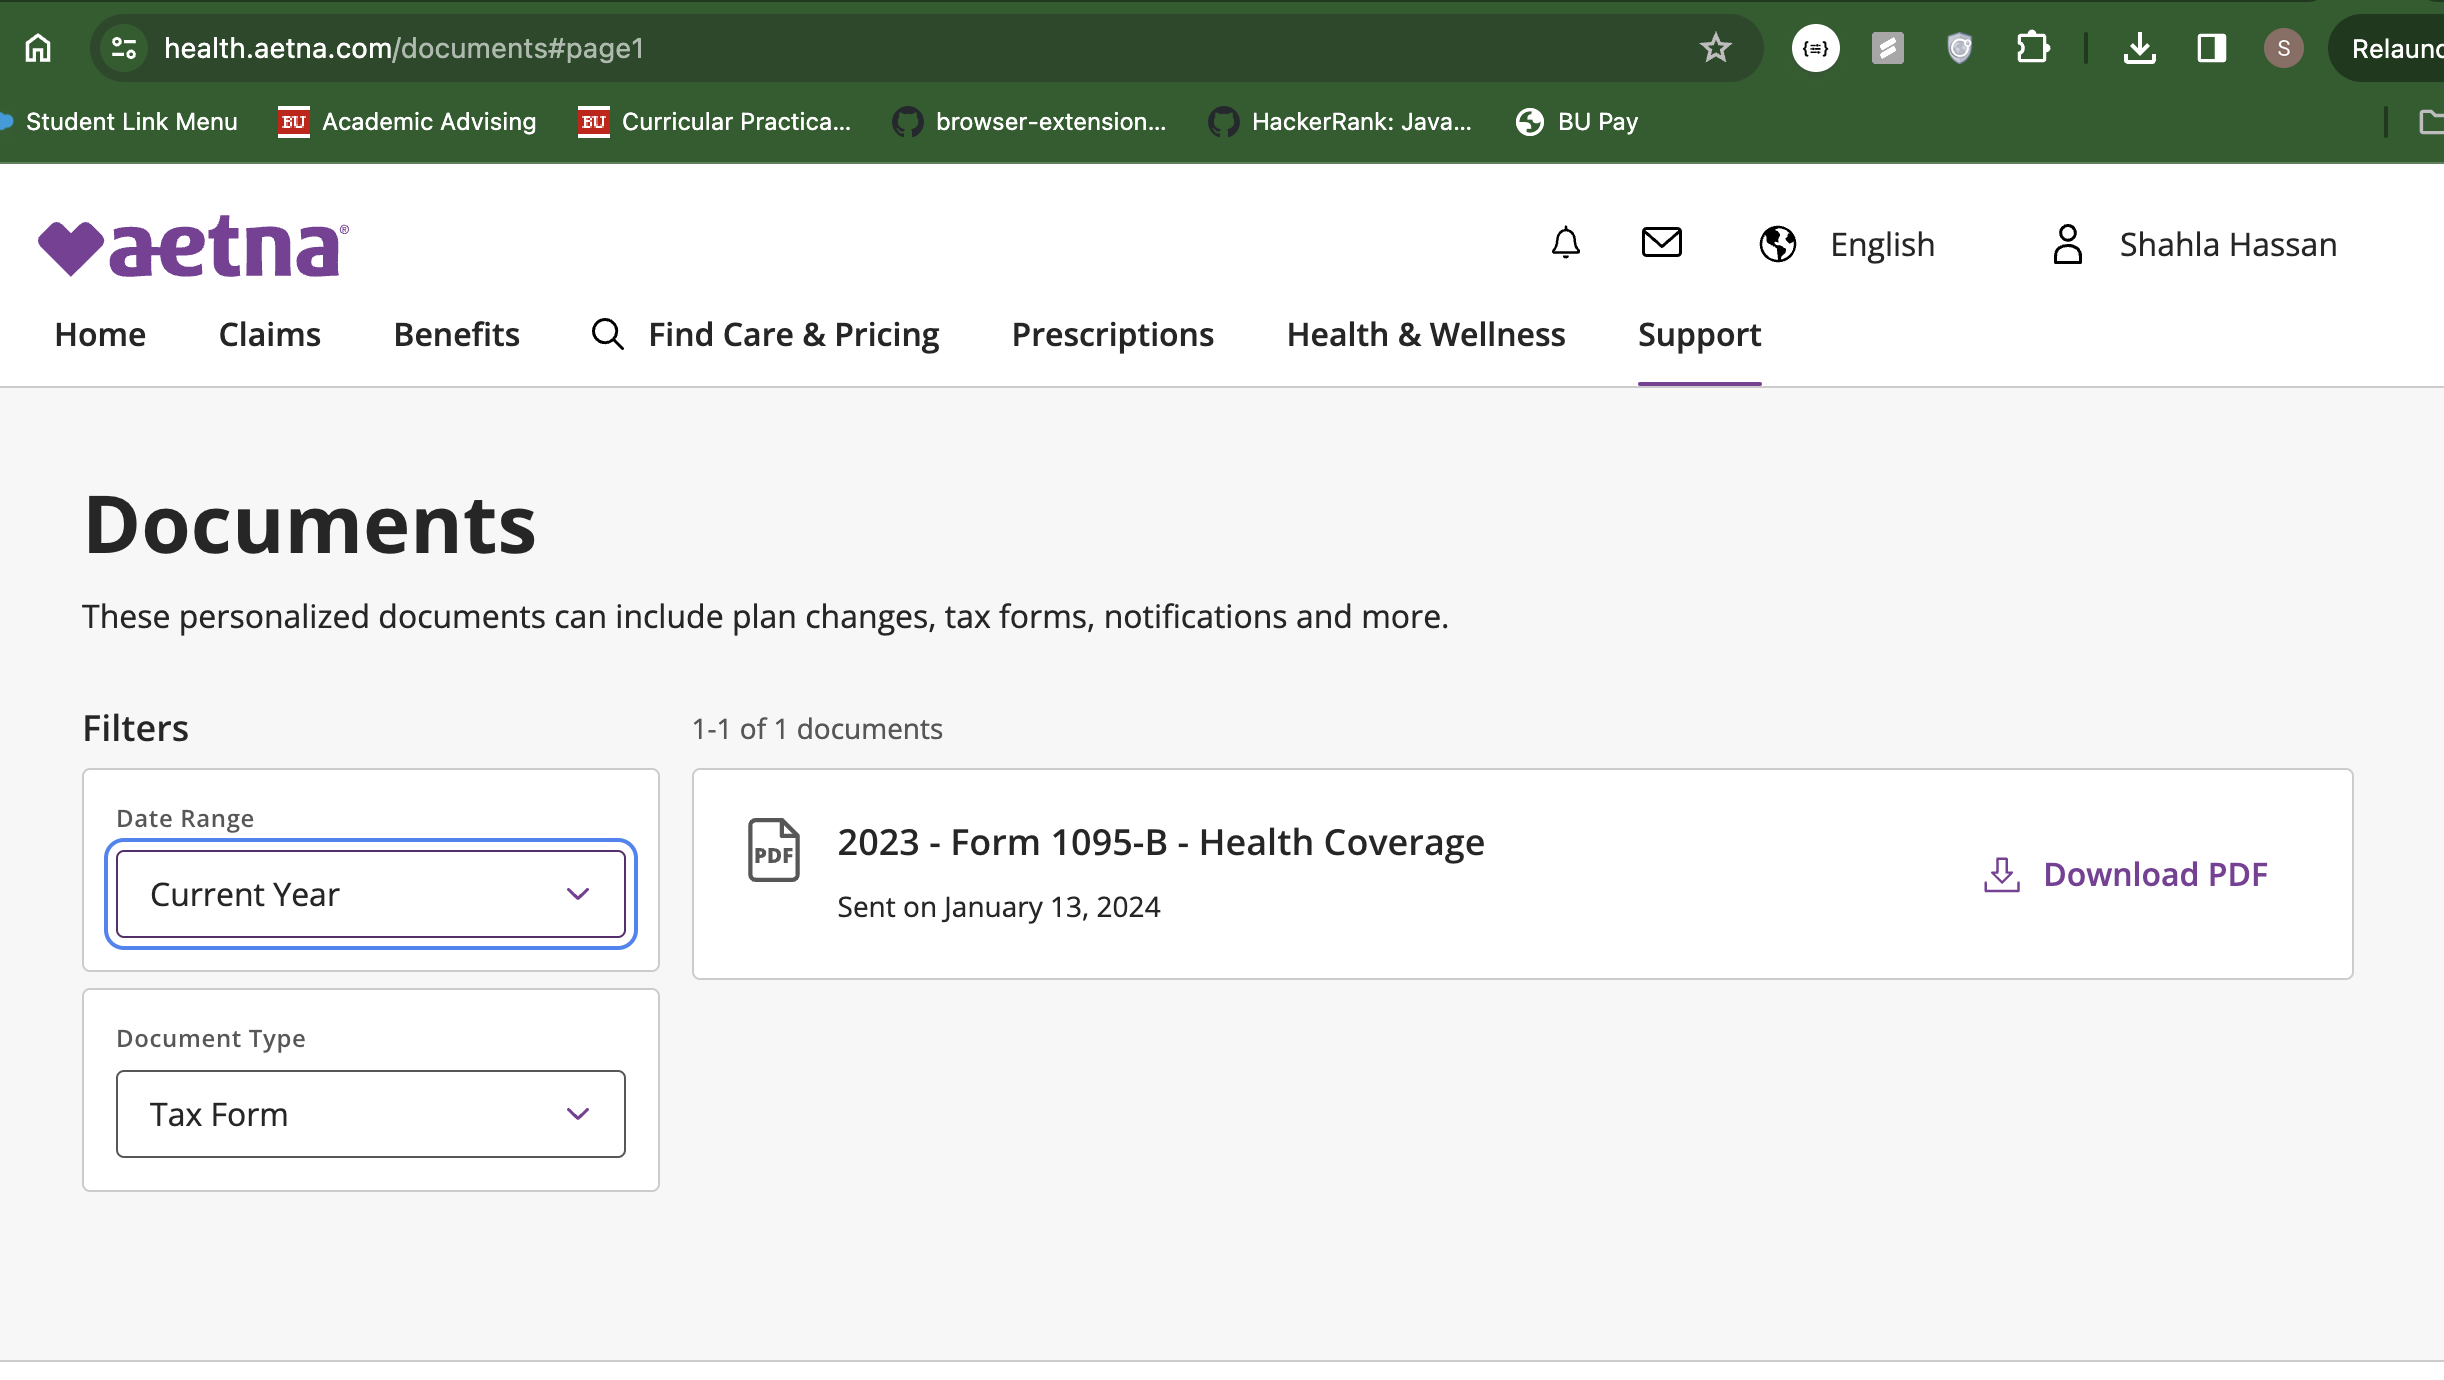 health.aetna.com/documents#page1
S
Student Link Menu
BU Academic Advising
BU Curricular Practica...
browser-extension...
HackerRank: Java...
BU Pay
aetna®
English
Shahla Hassan
Home
Claims
Benefits
Find Care & Pricing
Prescriptions
Health & Wellness
Support
Documents
These personalized documents can include plan changes, tax forms, notifications and more.
Filters
1-1 of 1 documents
Date Range
Current Year
PDF
2023 - Form 1095-B - Health Coverage
Sent on January 13, 2024
Download PDF
Document Type
Tax Form